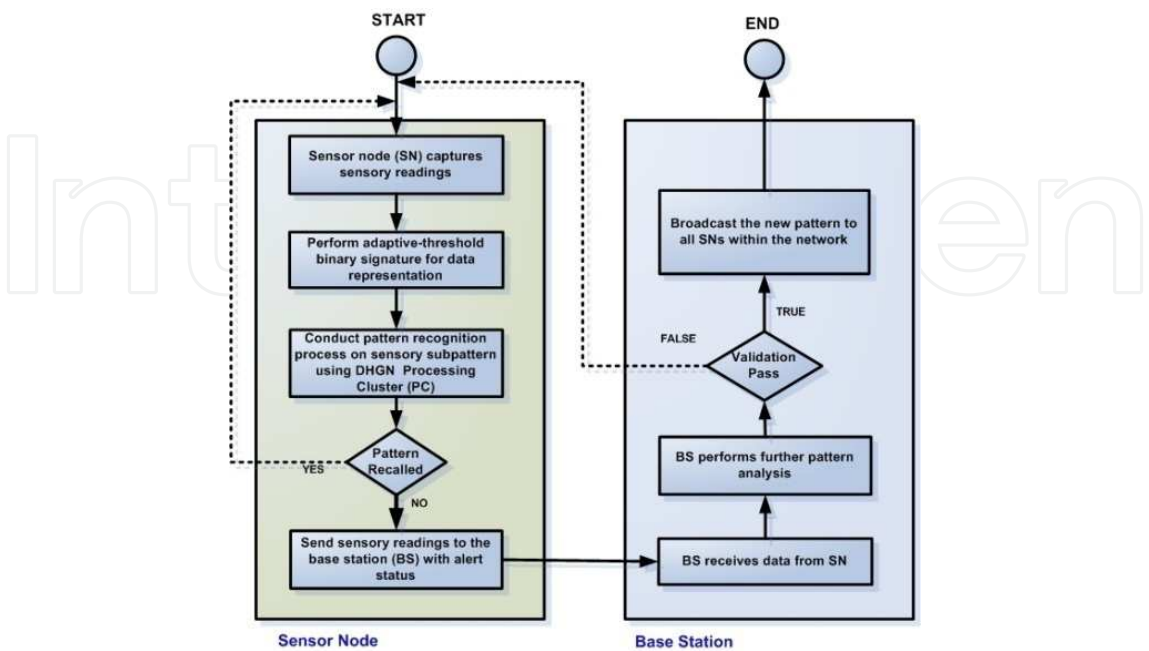 START
Sensor node (SN) captures
sensory readings
Perform adaptive-threshold
binary signature for data
representation
Conduct pattern recognition
process on sensory subpattern
using DHGN Processing
Cluster (PC)
Pattern
Recalled
YES
NO
Send sensory readings to the
base station (BS) with alert
status
Sensor Node
END
Broadcast the new pattern to
all SNs within the network
TRUE
FALSE
Validation
Pass
BS performs further pattern
analysis
BS receives data from SN
Base Station